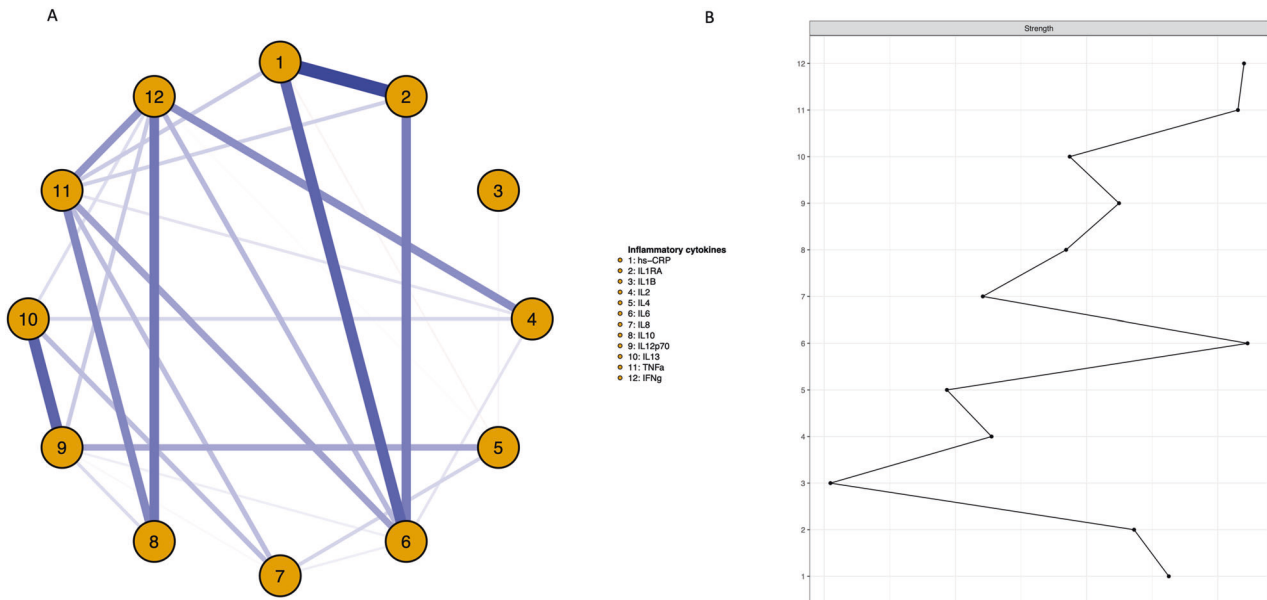 A
B
1
2
3
4
5
6
7
8
9
10
11
12
Inflammatory cytokines
1: hs−CRP
2: IL1RA
3: IL1B
4: IL2
5: IL4
6: IL6
7: IL8
8: IL10
9: IL12p70
10: IL13
11: TNFa
12: IFNg
Strength
12
11
10
9
8
7
6
5
4
3
2
1